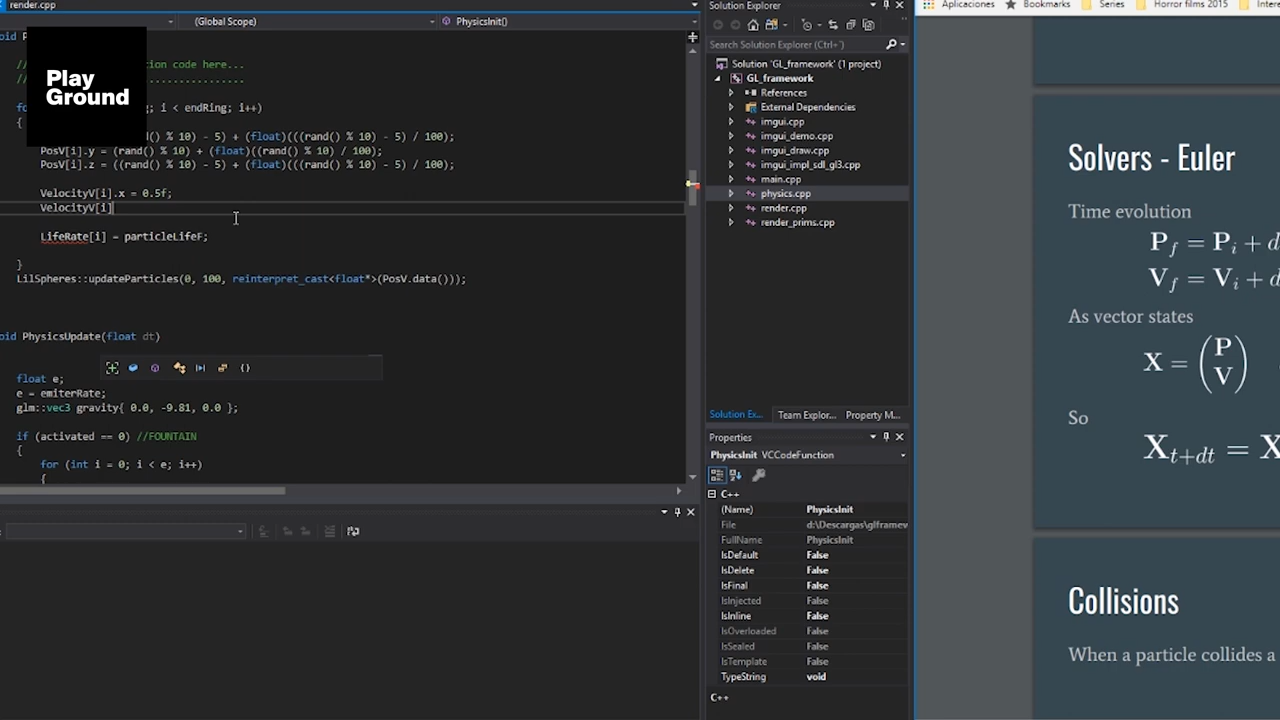 render.cpp
(Global Scope)
PhysicsInit()
oid P
//
tion code here...
//
................
fo
g; i < endRing; i++)
{
and() % 10) - 5) + (float)(((rand() % 10) - 5) / 100);
PosV[i].y = (rand() % 10) + (float)((rand() % 10) / 100);
PosV[i].z = ((rand() % 10) - 5) + (float)(((rand() % 10) - 5) / 100);
VelocityV[i].x = 0.5f;
VelocityV[i]
LifeRate[i] = particleLifeF;
}
LilSpheres::updateParticles(0, 100, reinterpret_cast<float*>(PosV.data()));
oid PhysicsUpdate(float dt)
float e;
e = emiterRate;
glm::vec3 gravity{ 0.0, -9.81, 0.0 };
if (activated == 0) //FOUNTAIN
{
for (int i = 0; i < e; i++)
{
Play
Ground
Solution Explorer
Search Solution Explorer (Ctrl+´)
Solution 'GL_framework' (1 project)
GL_framework
References
External Dependencies
imgui.cpp
imgui_demo.cpp
imgui_draw.cpp
imgui_impl_sdl_gl3.cpp
main.cpp
physics.cpp
render.cpp
render_prims.cpp
Solution Ex...
Team Explor...
Property M...
Properties
PhysicsInit VCCodeFunction
C++
(Name) PhysicsInit
File d:\Descargas\glframew
FullName PhysicsInit
IsDefault False
IsDelete False
IsFinal False
IsInjected False
IsInline False
IsOverloaded False
IsSealed False
IsTemplate False
TypeString void
C++
Aplicaciones
Bookmarks
Series
Horror films 2015
Intere
Solvers - Euler
Time evolution
P_f = P_i + d
V_f = V_i + d
As vector states
X = (P
V)
So
X_{t+dt} = X
Collisions
When a particle collides a